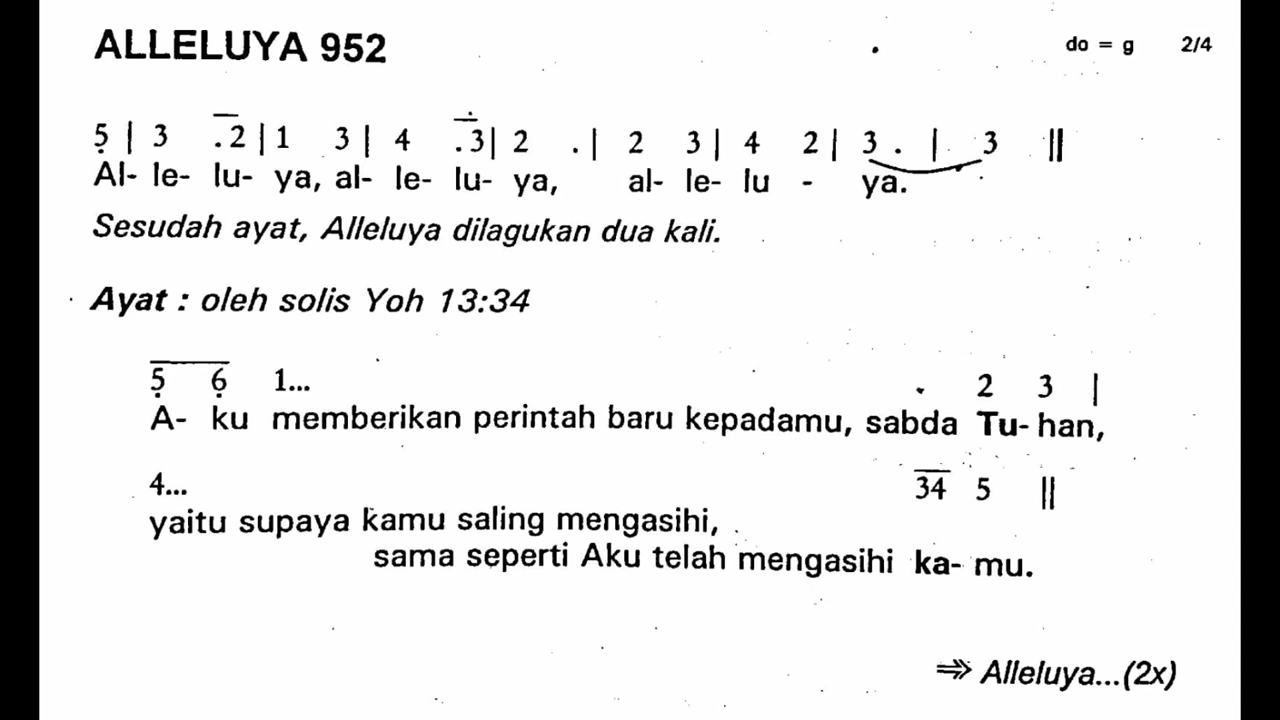 ALLELUYA 952 do = g 2/4
5̣ | 3 .2 | 1 3 | 4 .3 | 2 . | 2 3 | 4 2 | 3 . | 3 ||
Al- le- lu- ya, al- le- lu- ya, al- le- lu - ya.
Sesudah ayat, Alleluya dilagukan dua kali.
Ayat : oleh solis Yoh 13:34
5̣ 6̣ 1... 2 3 |
A- ku memberikan perintah baru kepadamu, sabda Tu- han,
4... 34 5 ||
yaitu supaya kamu saling mengasihi,
sama seperti Aku telah mengasihi ka- mu.
⇒ Alleluya...(2x)